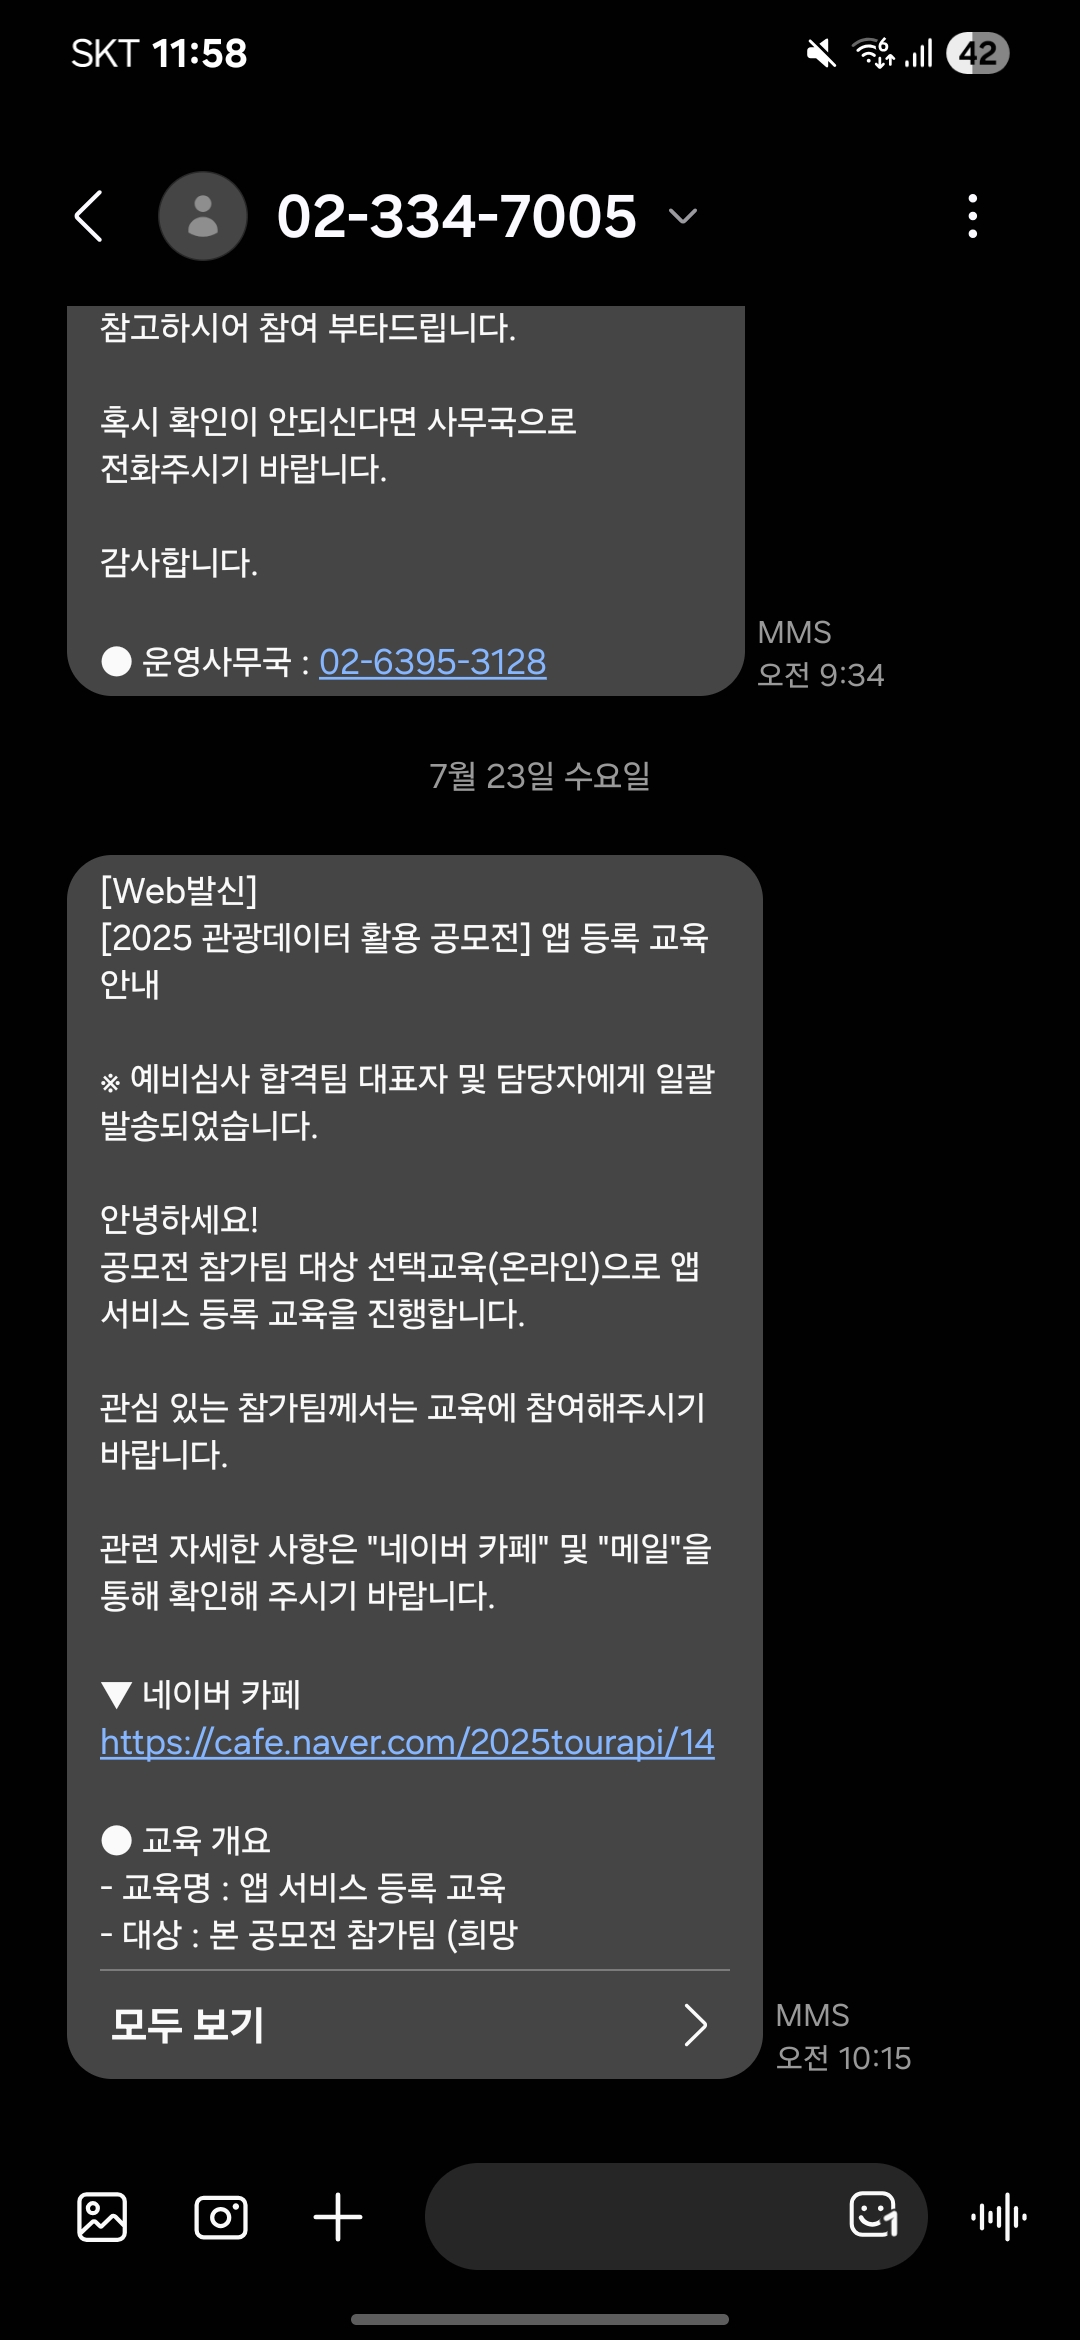 SKT 11:58
6
42
02-334-7005
참고하시어 참여 부타드립니다.
혹시 확인이 안되신다면 사무국으로
전화주시기 바랍니다.
감사합니다.
● 운영사무국 : 02-6395-3128
MMS
오전 9:34
7월 23일 수요일
[Web발신]
[2025 관광데이터 활용 공모전] 앱 등록 교육
안내
※ 예비심사 합격팀 대표자 및 담당자에게 일괄
발송되었습니다.
안녕하세요!
공모전 참가팀 대상 선택교육(온라인)으로 앱
서비스 등록 교육을 진행합니다.
관심 있는 참가팀께서는 교육에 참여해주시기
바랍니다.
관련 자세한 사항은 "네이버 카페" 및 "메일"을
통해 확인해 주시기 바랍니다.
▼ 네이버 카페
https://cafe.naver.com/2025tourapi/14
● 교육 개요
- 교육명 : 앱 서비스 등록 교육
- 대상 : 본 공모전 참가팀 (희망
모두 보기
MMS
오전 10:15